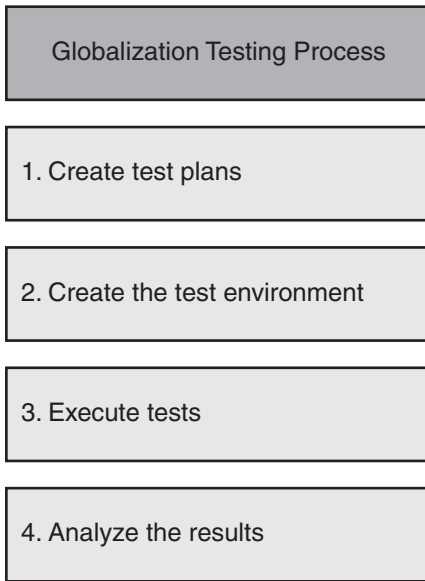 Globalization Testing Process
1. Create test plans
2. Create the test environment
3. Execute tests
4. Analyze the results